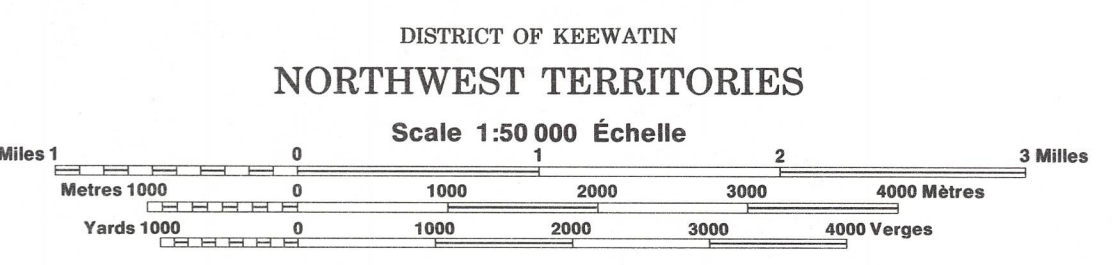 DISTRICT OF KEEWATIN
NORTHWEST TERRITORIES
Scale 1:50 000 Échelle
Miles 1 0 1 2 3 Milles
Metres 1000 0 1000 2000 3000 4000 Mètres
Yards 1000 0 1000 2000 3000 4000 Verges